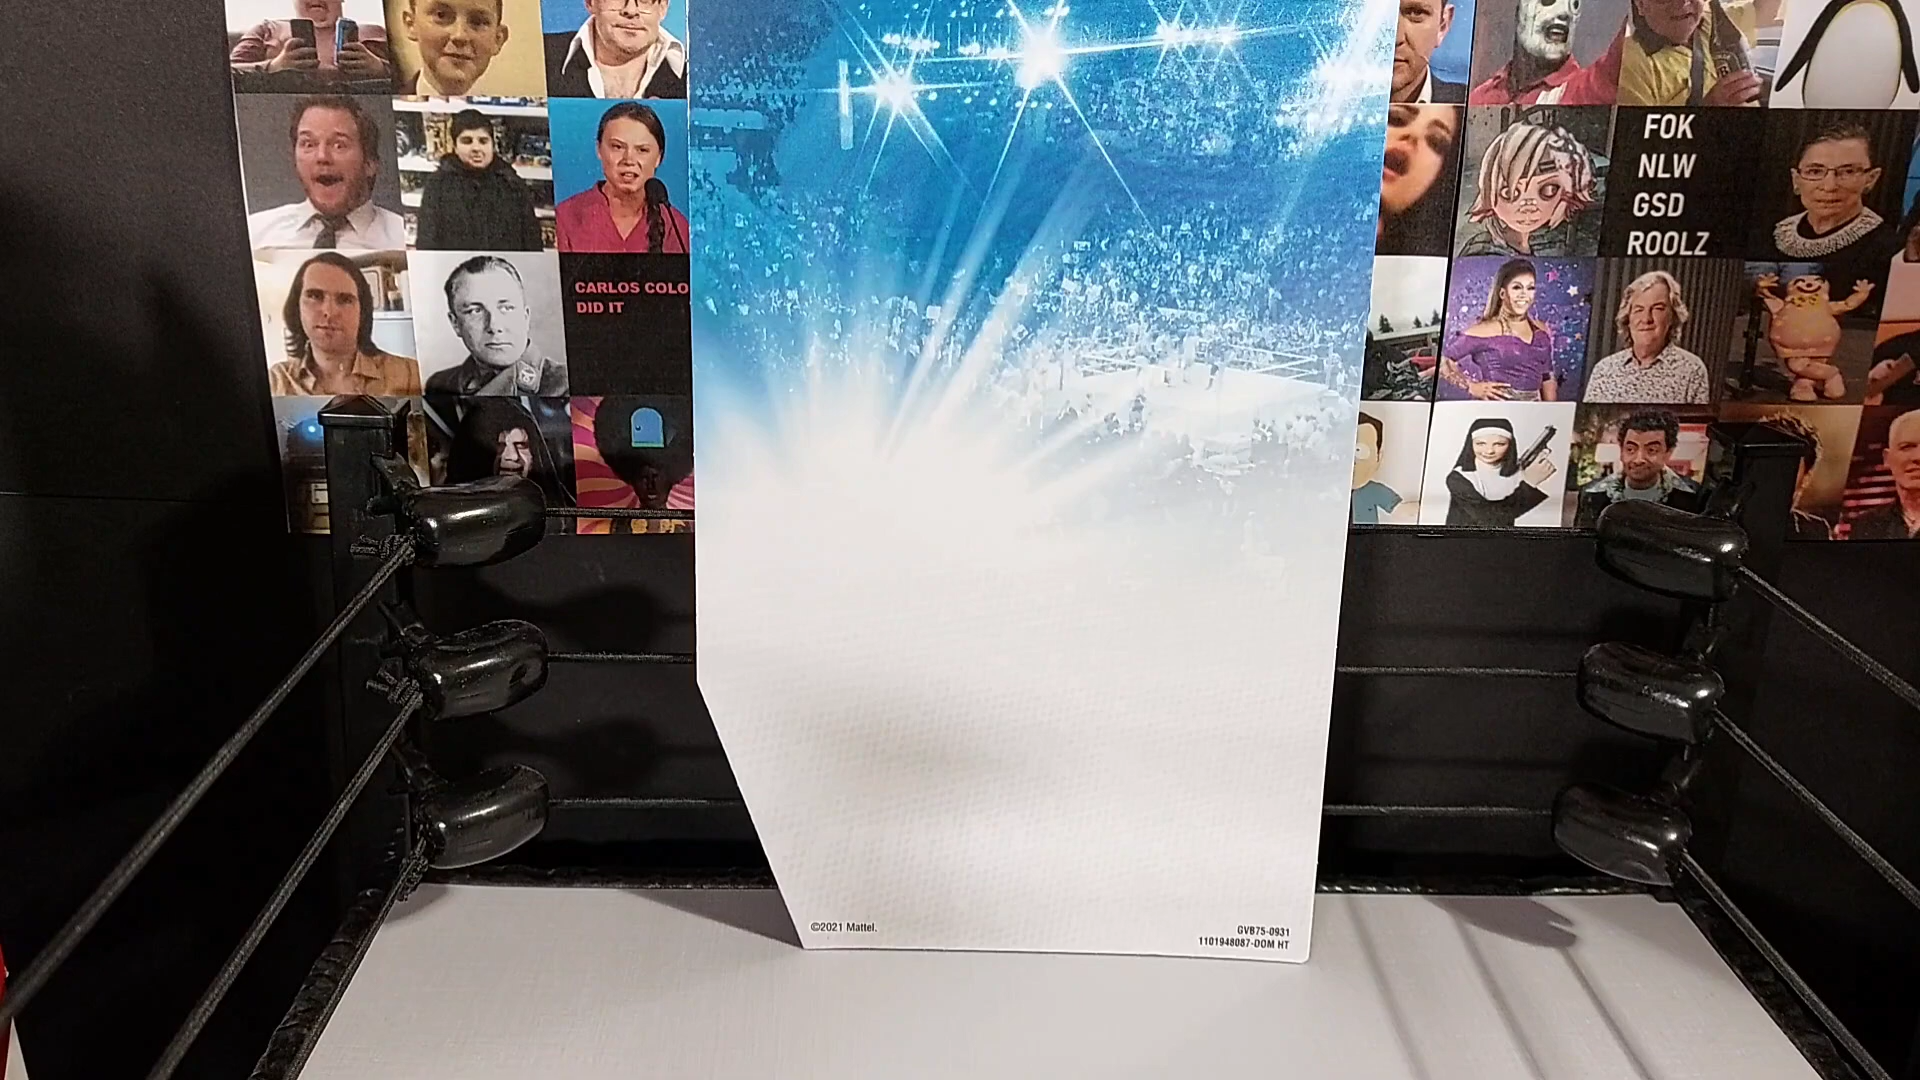 FOK
NLW
GSD
ROOLZ
CARLOS COLO
DID IT
©2021 Mattel.
GVB75-0931
1101948087-DOM HT